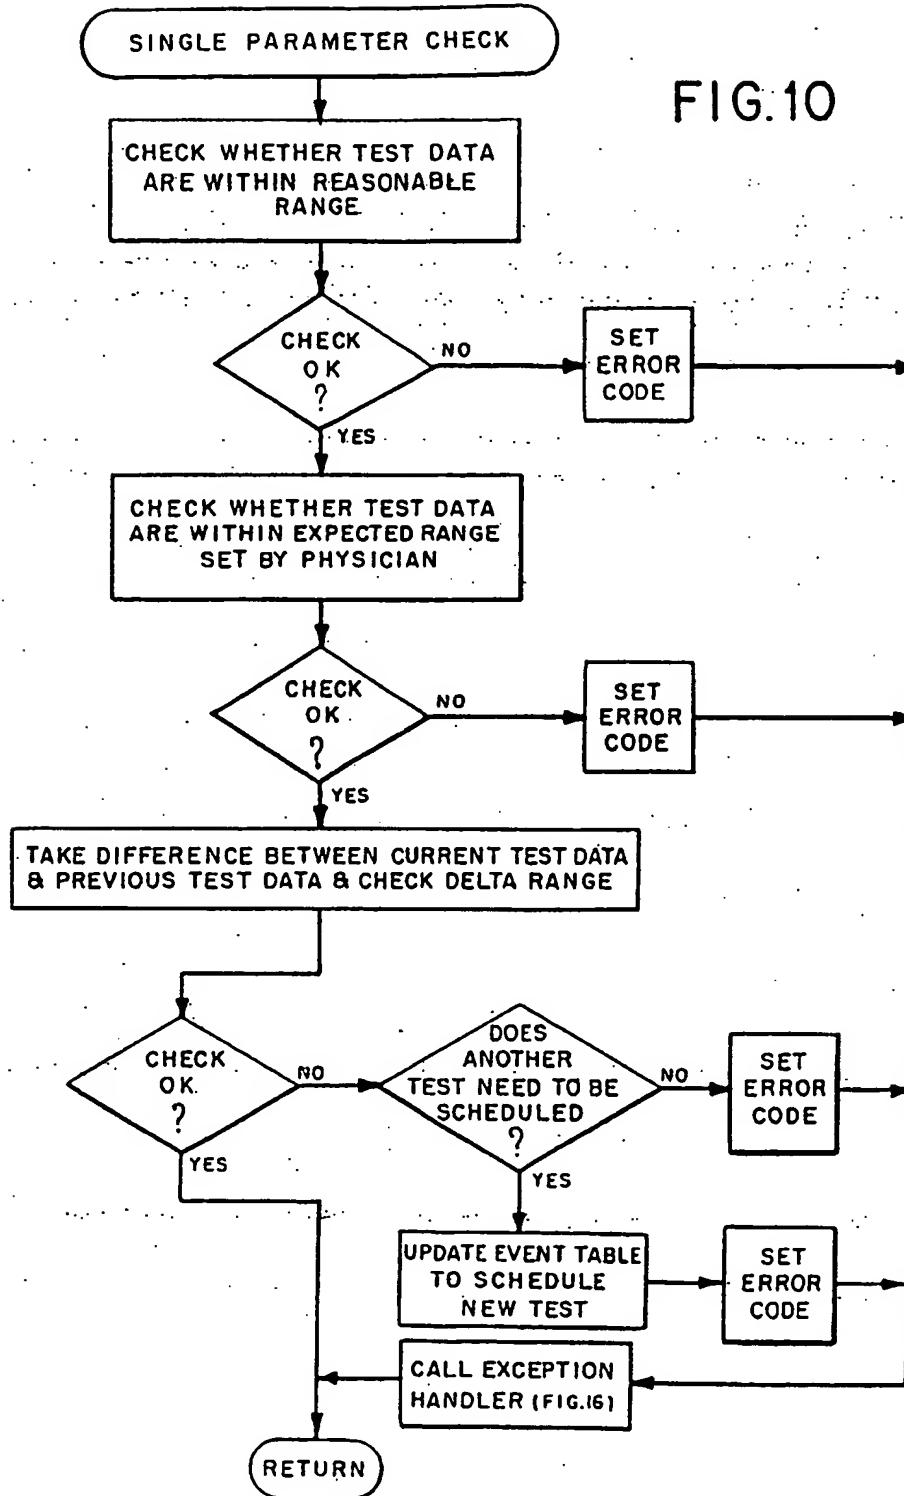 SINGLE PARAMETER CHECK
FIG.10
CHECK WHETHER TEST DATA
ARE WITHIN REASONABLE
RANGE
CHECK
OK
?
NO
SET
ERROR
CODE
YES
CHECK WHETHER TEST DATA
ARE WITHIN EXPECTED RANGE
SET BY PHYSICIAN
CHECK
OK
?
NO
SET
ERROR
CODE
YES
TAKE DIFFERENCE BETWEEN CURRENT TEST DATA
& PREVIOUS TEST DATA & CHECK DELTA RANGE
CHECK
OK
?
NO
DOES
ANOTHER
TEST NEED TO BE
SCHEDULED
?
NO
SET
ERROR
CODE
YES
YES
UPDATE EVENT TABLE
TO SCHEDULE
NEW TEST
SET
ERROR
CODE
CALL EXCEPTION
HANDLER (FIG.16)
RETURN